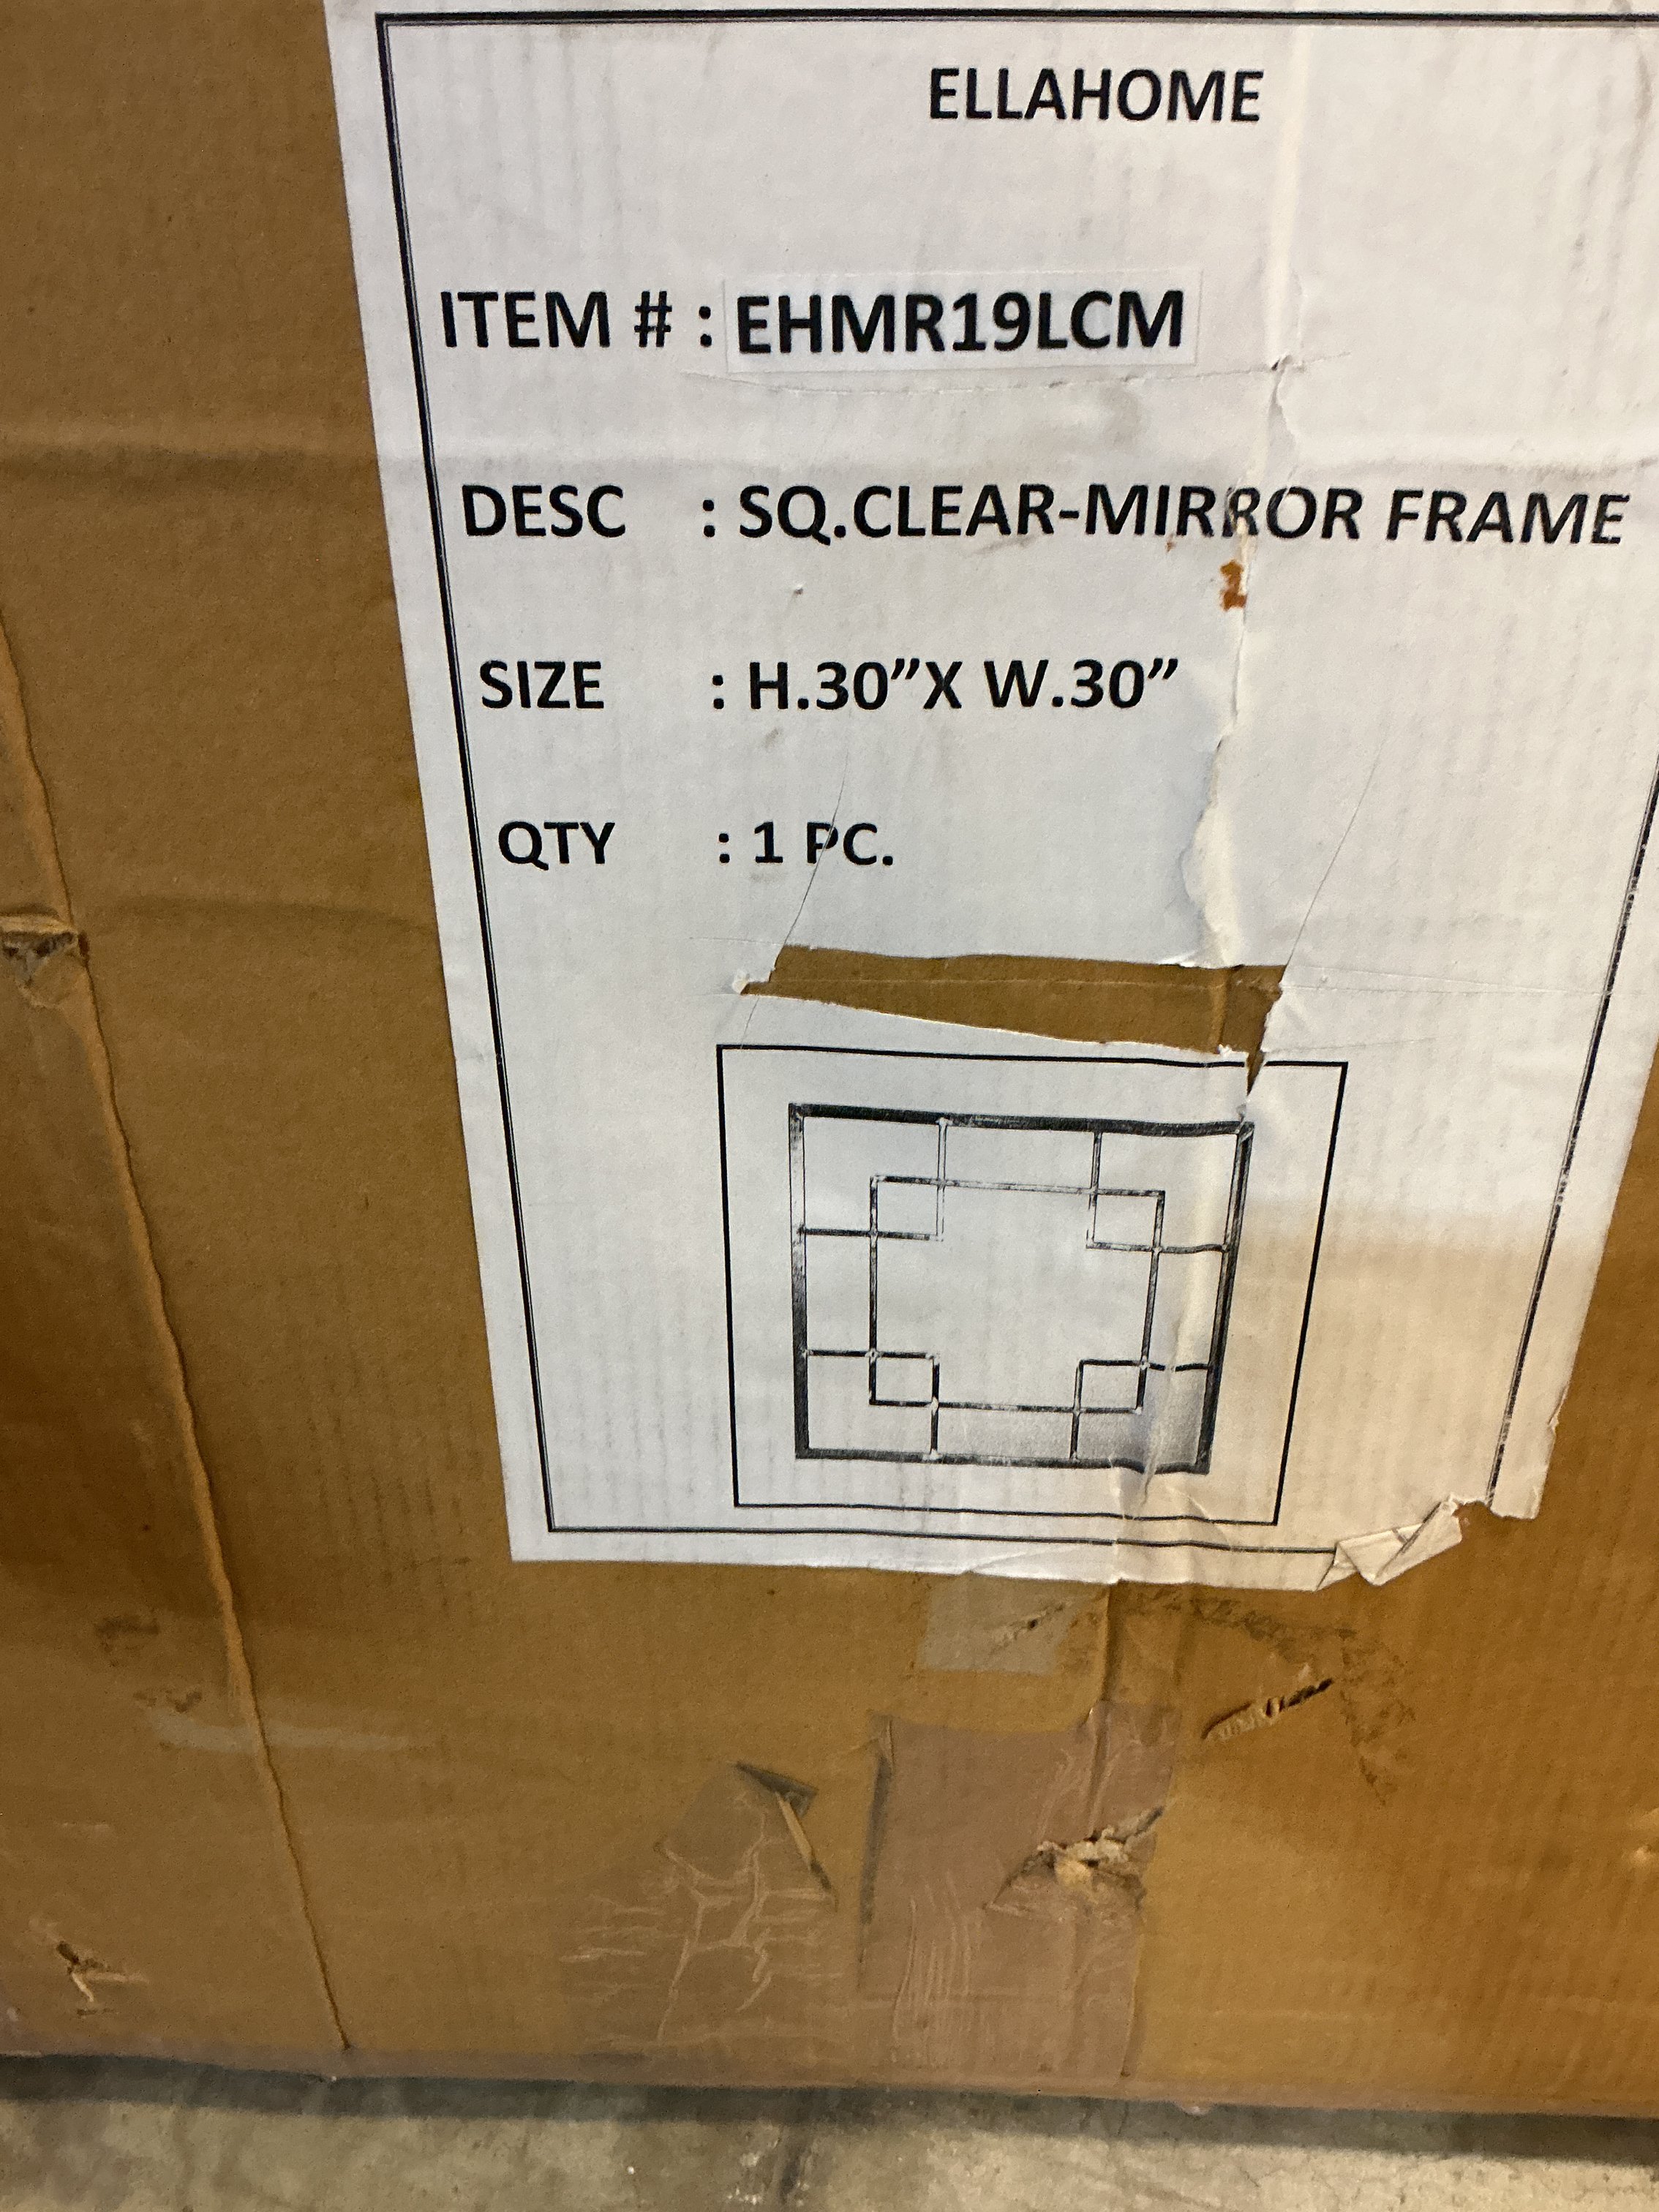 ELLAHOME
ITEM # : EHMR19LCM
DESC : SQ.CLEAR-MIRROR FRAME
SIZE : H.30”X W.30”
QTY : 1 PC.